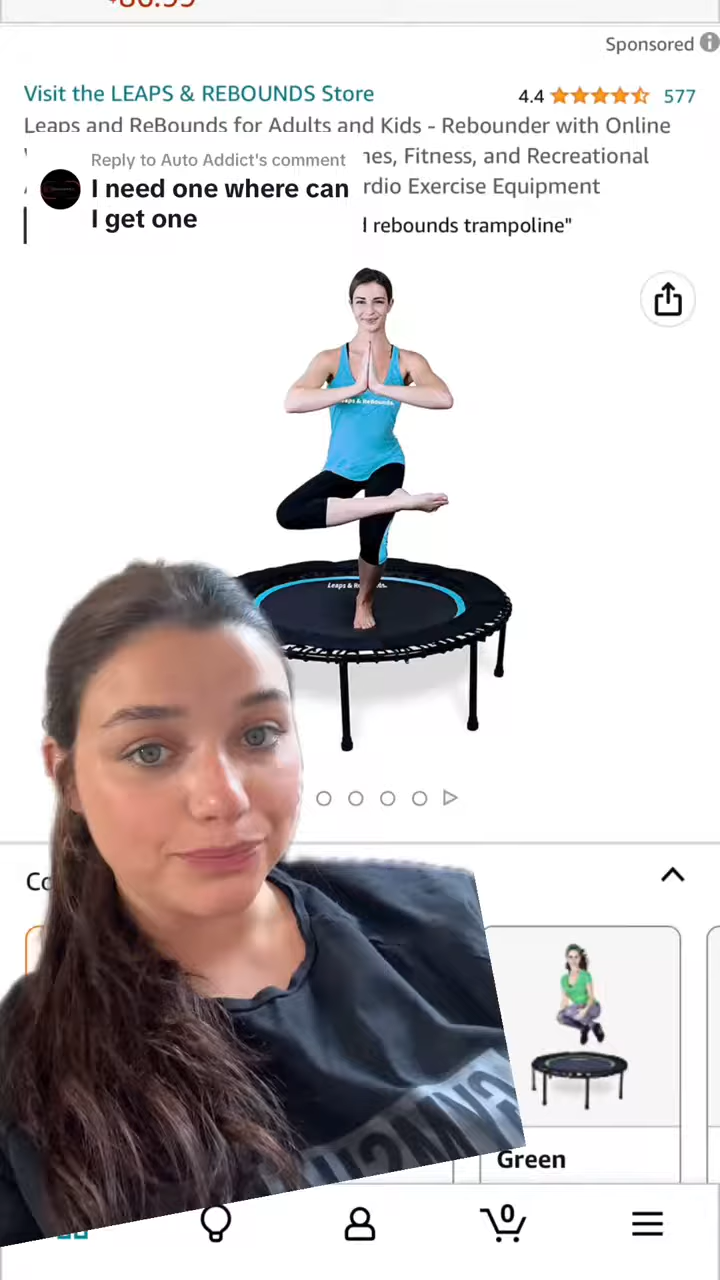 Sponsored
Visit the LEAPS & REBOUNDS Store
4.4 577
Leaps and ReBounds for Adults and Kids - Rebounder with Online
Reply to Auto Addict's comment
I need one where can
I get one
Fitness, and Recreational
Exercise Equipment
rebounds trampoline"
Leaps & ReBounds.
Green
0